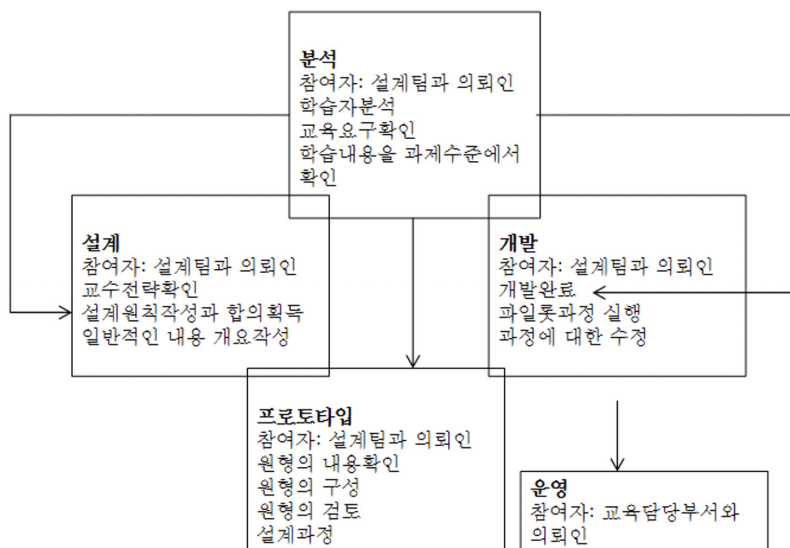 분석
참여자: 설계팀과 의뢰인
학습자분석
교육요구확인
학습내용을 과제수준에서
확인
설계
참여자: 설계팀과 의뢰인
교수전략확인
설계원칙작성과 합의획득
일반적인 내용 개요작성
개발
참여자: 설계팀과 의뢰인
개발완료
파일롯과정 실행
과정에 대한 수정
프로토타입
참여자: 설계팀과 의뢰인
원형의 내용확인
원형의 구성
원형의 검토
설계과정
운영
참여자: 교육담당부서와
의뢰인